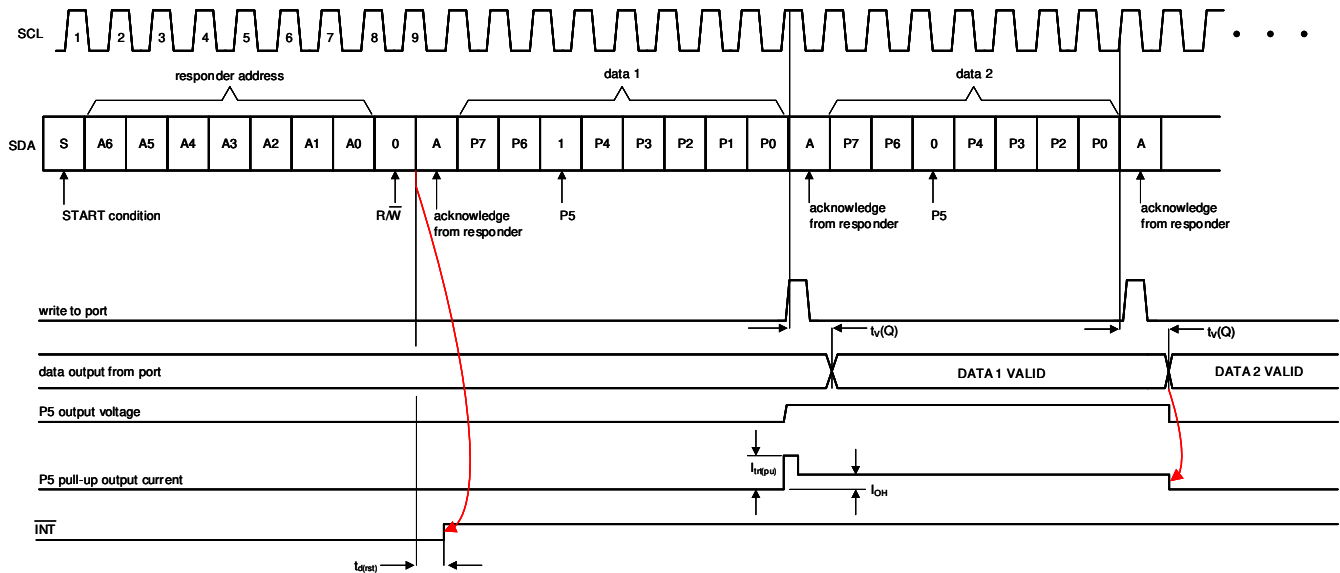 SCL 1 2 3 4 5 6 7 8 9 • • •
responder address data 1 data 2
SDA S A6 A5 A4 A3 A2 A1 A0 0 A P7 P6 1 P4 P3 P2 P1 P0 A P7 P6 0 P4 P3 P2 P0 A
START condition R/W̅ acknowledge P5 acknowledge P5 acknowledge
from responder from responder from responder
write to port
tV(Q) tV(Q)
data output from port DATA 1 VALID DATA 2 VALID
P5 output voltage
Itrt(pu)
P5 pull-up output current
IOH
I̅N̅T̅
td(rst)